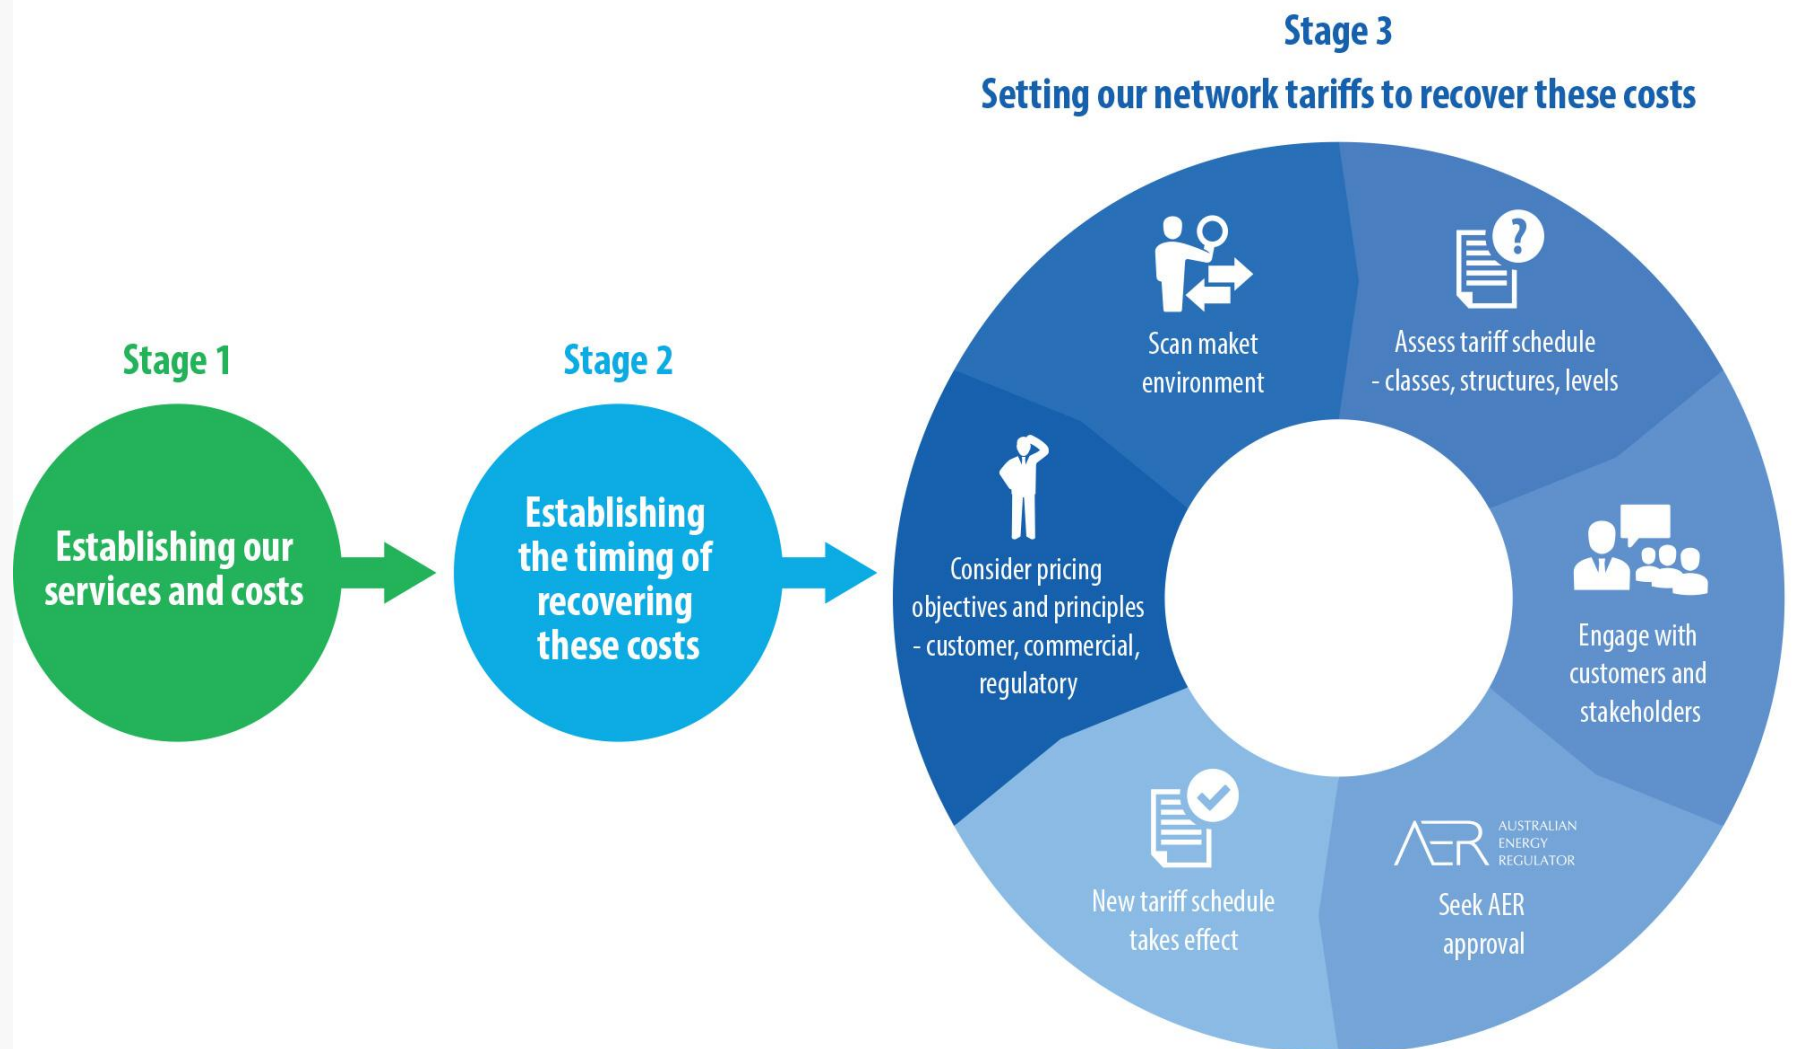 Stage 1
Establishing our
services and costs
Stage 2
Establishing
the timing of
recovering
these costs
Stage 3
Setting our network tariffs to recover these costs
Consider pricing
objectives and principles
- customer, commercial,
regulatory
Scan maket
environment
?
Assess tariff schedule
- classes, structures, levels
Engage with
customers and
stakeholders
AER
AUSTRALIAN
ENERGY
REGULATOR
Seek AER
approval
New tariff schedule
takes effect